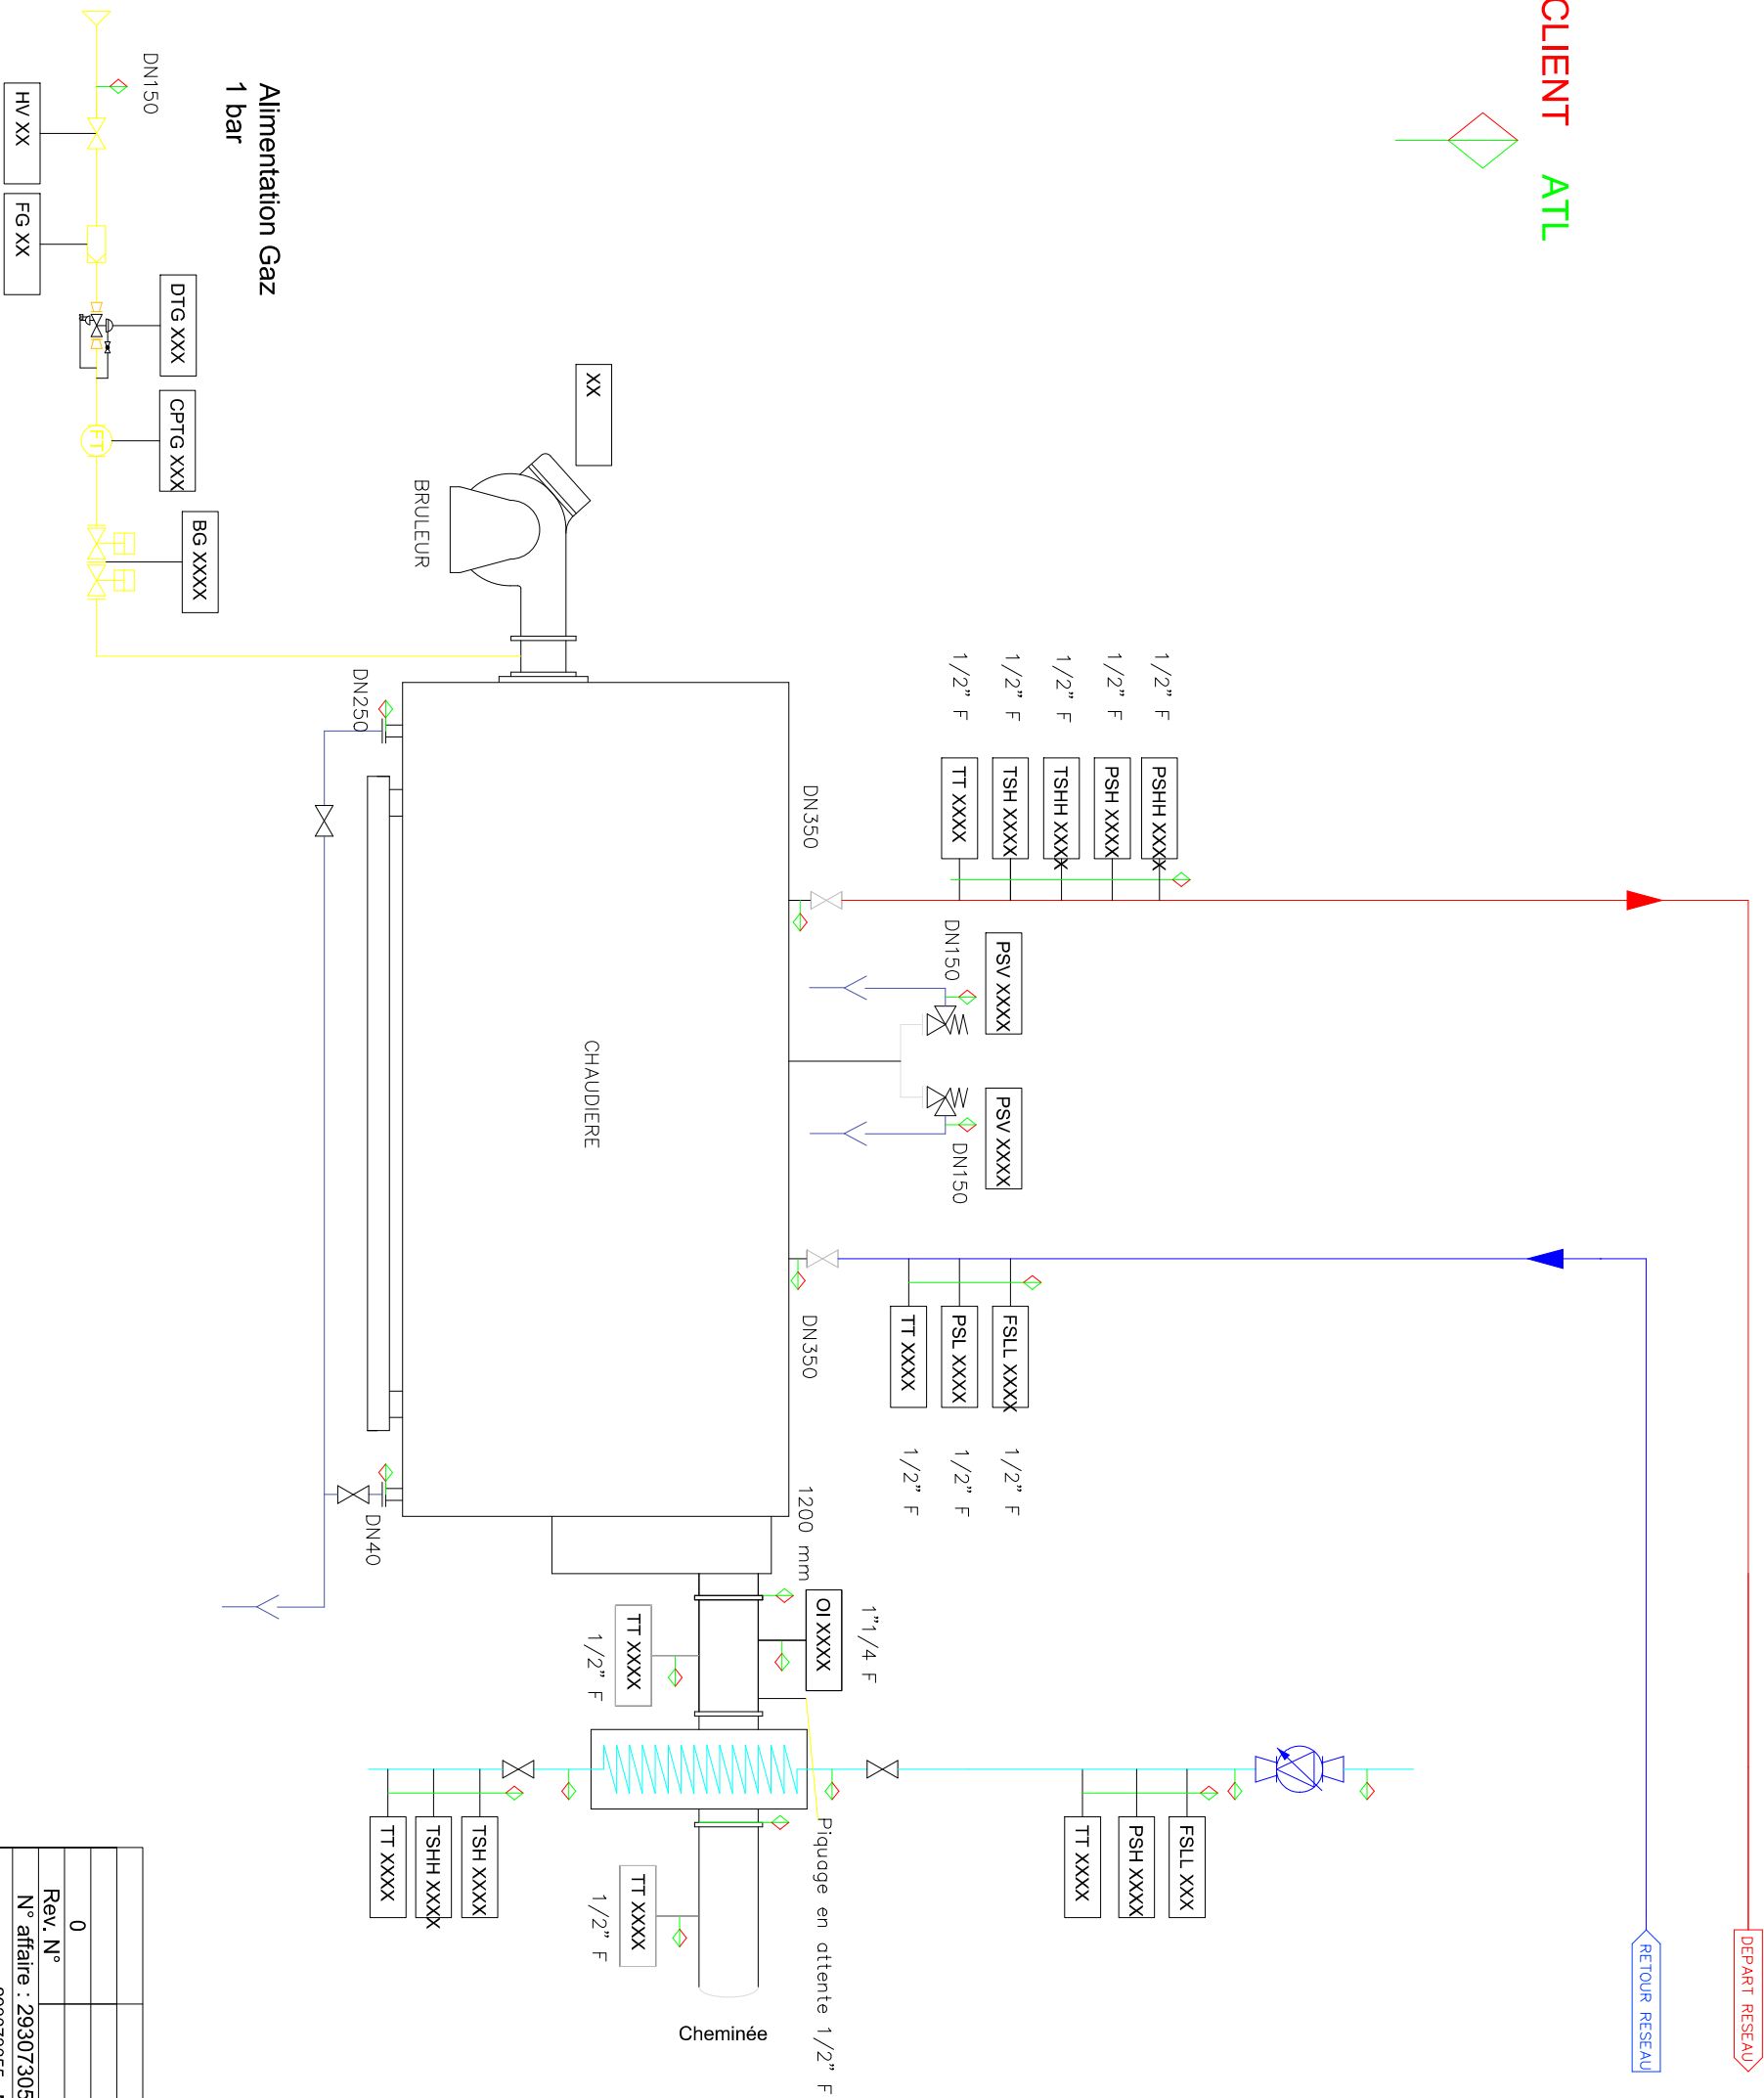 CLIENT ATL
DEPART RESEAU
RETOUR RESEAU
1/2" F
1/2" F
1/2" F
1/2" F
1/2" F
PSHH XXXX
PSH XXXX
TSHH XXXX
TSH XXXX
TT XXXX
DN350
DN150
PSV XXXX
PSV XXXX
DN150
FSLL XXXX
PSL XXXX
TT XXXX
1/2" F
1/2" F
1/2" F
DN350
FSLL XXX
PSH XXXX
TT XXXX
1200 mm
1"1/4 F
OI XXXX
Piquage en attente 1/2" F
TT XXXX
1/2" F
TT XXXX
1/2" F
Cheminée
XX
BRULEUR
CHAUDIERE
DN250
DN40
TSH XXXX
TSHH XXXX
TT XXXX
Alimentation Gaz
1 bar
DN150
DTG XXX
CPTG XXX
BG XXXX
HV XX
FG XX
0
Rev. N°
N° affaire : 29307305